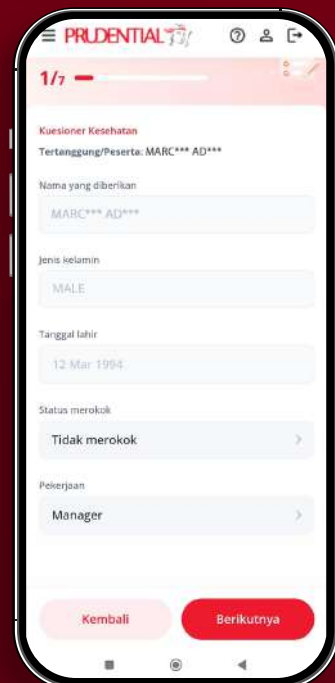 PRUDENTIAL
1/7
Kuesioner Kesehatan
Tertanggung/Peserta: MARC*** AD***
Nama yang diberikan
MARC*** AD***
Jenis kelamin
MALE
Tanggal lahir
12 Mar 1994
Status merokok
Tidak merokok
Pekerjaan
Manager
Kembali
Berikutnya